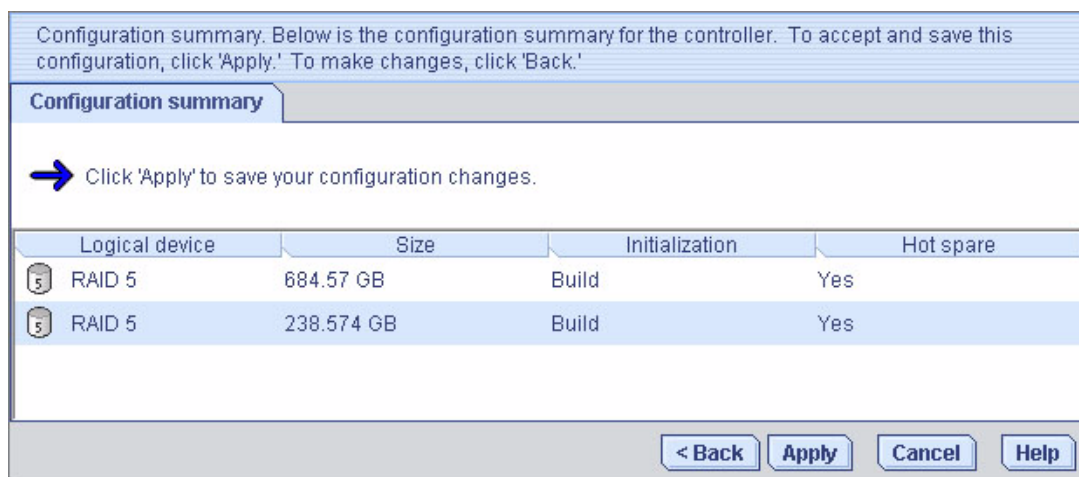 Configuration summary. Below is the configuration summary for the controller. To accept and save this
configuration, click 'Apply.' To make changes, click 'Back.'
Configuration summary
Click 'Apply' to save your configuration changes.
Logical device Size Initialization Hot spare
5 RAID 5 684.57 GB Build Yes
5 RAID 5 238.574 GB Build Yes
< Back Apply Cancel Help